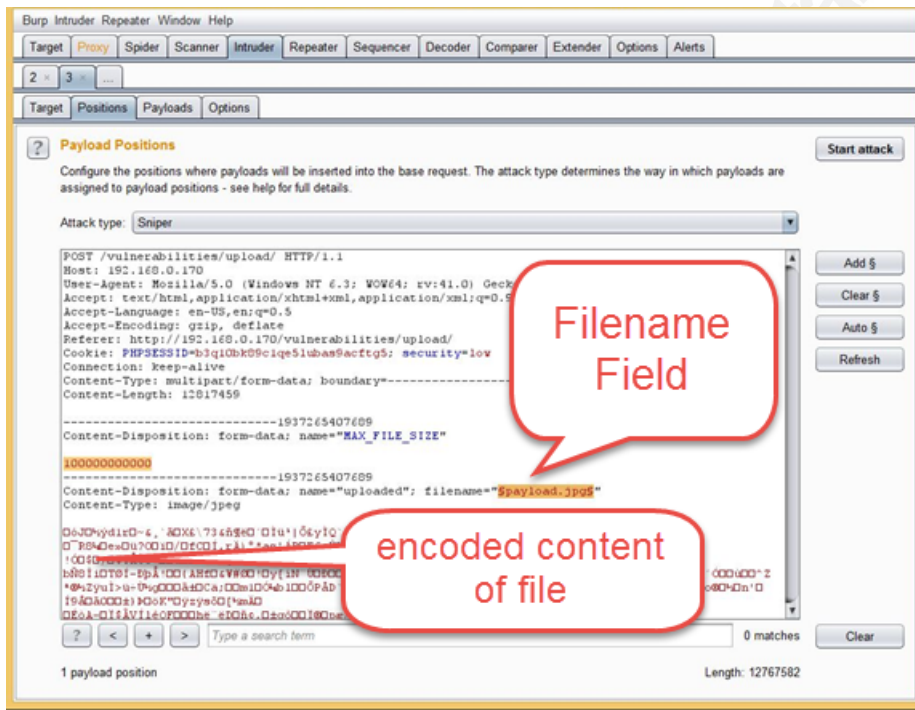 Burp Intruder Repeater Window Help
Target Proxy Spider Scanner Intruder Repeater Sequencer Decoder Comparer Extender Options Alerts
2 × 3 × ...
Target Positions Payloads Options
? Payload Positions
Start attack
Configure the positions where payloads will be inserted into the base request. The attack type determines the way in which payloads are
assigned to payload positions - see help for full details.
Attack type: Sniper
POST /vulnerabilities/upload/ HTTP/1.1
Host: 192.168.0.170
User-Agent: Mozilla/5.0 (Windows NT 6.3; WOW64; rv:41.0) Geck
Accept: text/html,application/xhtml+xml,application/xml;q=0.9
Accept-Language: en-US,en;q=0.5
Accept-Encoding: gzip, deflate
Referer: http://192.168.0.170/vulnerabilities/upload/
Cookie: PHPSESSID=b3qi0bk09c1qe51ubas9acftg5; security=low
Connection: keep-alive
Content-Type: multipart/form-data; boundary=-------------------
Content-Length: 12817459
-----------------------------1937265407689
Content-Disposition: form-data; name="MAX_FILE_SIZE"
100000000000
-----------------------------1937265407689
Content-Disposition: form-data; name="uploaded"; filename="§payload.jpg§"
Content-Type: image/jpeg
Filename
Field
encoded content
of file
Add §
Clear §
Auto §
Refresh
? < + > Type a search term 0 matches Clear
1 payload position Length: 12767582